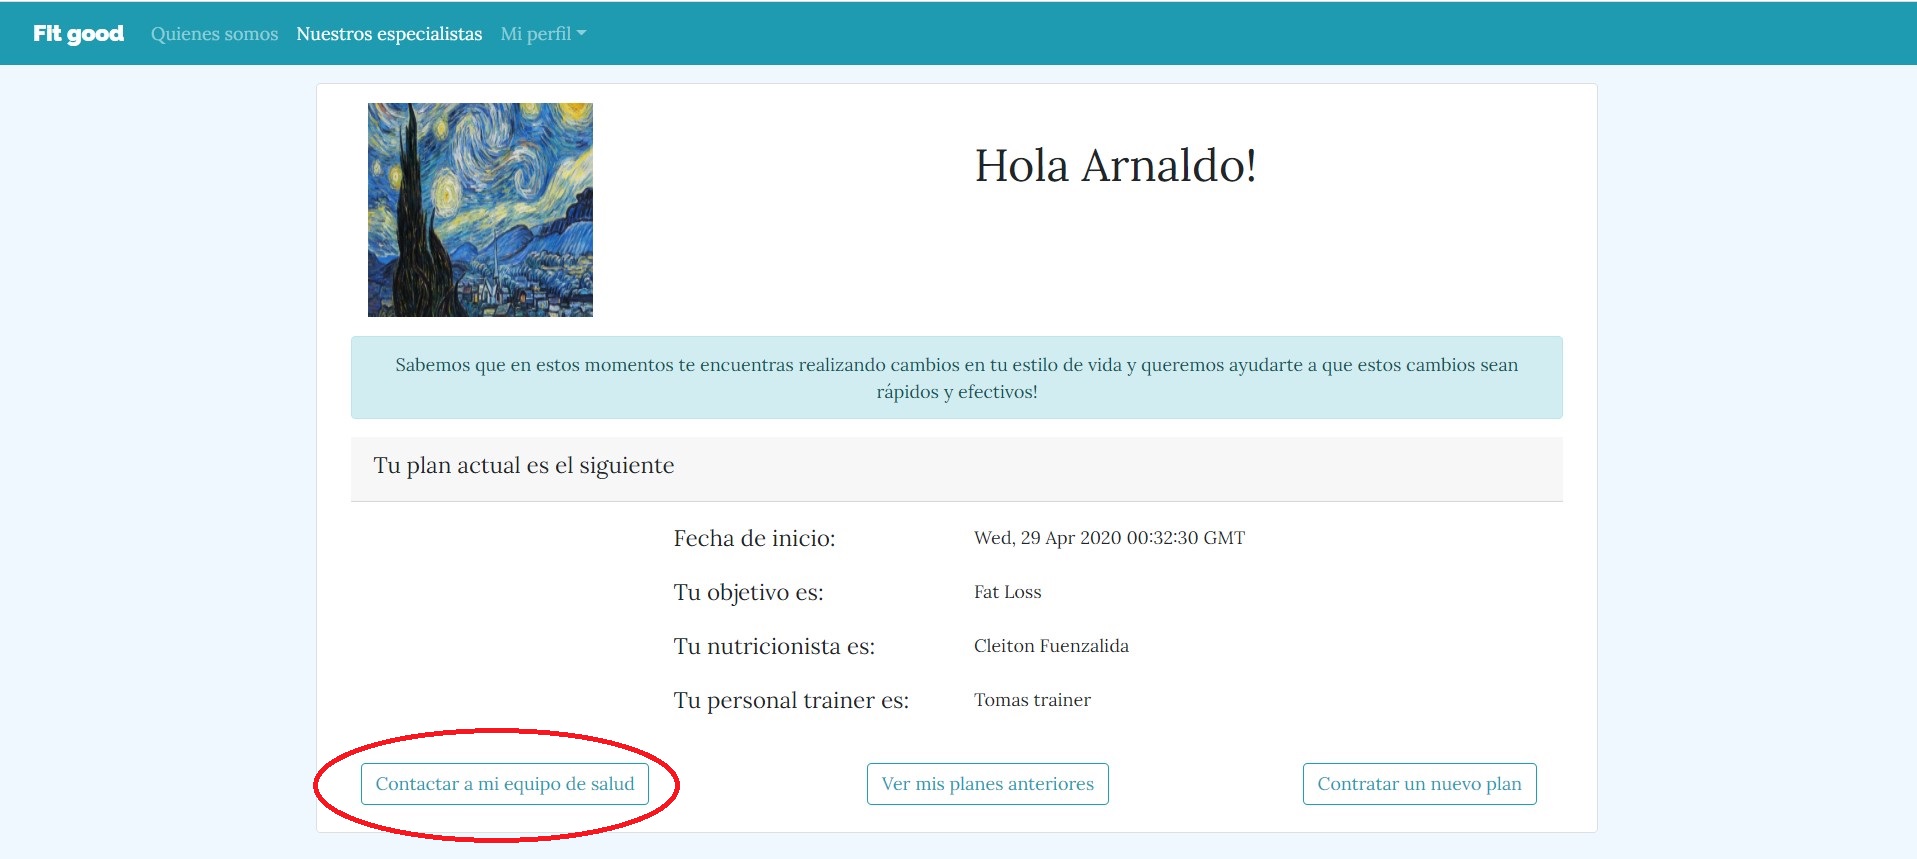 FIt good Quienes somos Nuestros especialistas Mi perfil
Hola Arnaldo!
Sabemos que en estos momentos te encuentras realizando cambios en tu estilo de vida y queremos ayudarte a que estos cambios sean
rápidos y efectivos!
Tu plan actual es el siguiente
Fecha de inicio: Wed, 29 Apr 2020 00:32:30 GMT
Tu objetivo es: Fat Loss
Tu nutricionista es: Cleiton Fuenzalida
Tu personal trainer es: Tomas trainer
Contactar a mi equipo de salud Ver mis planes anteriores Contratar un nuevo plan